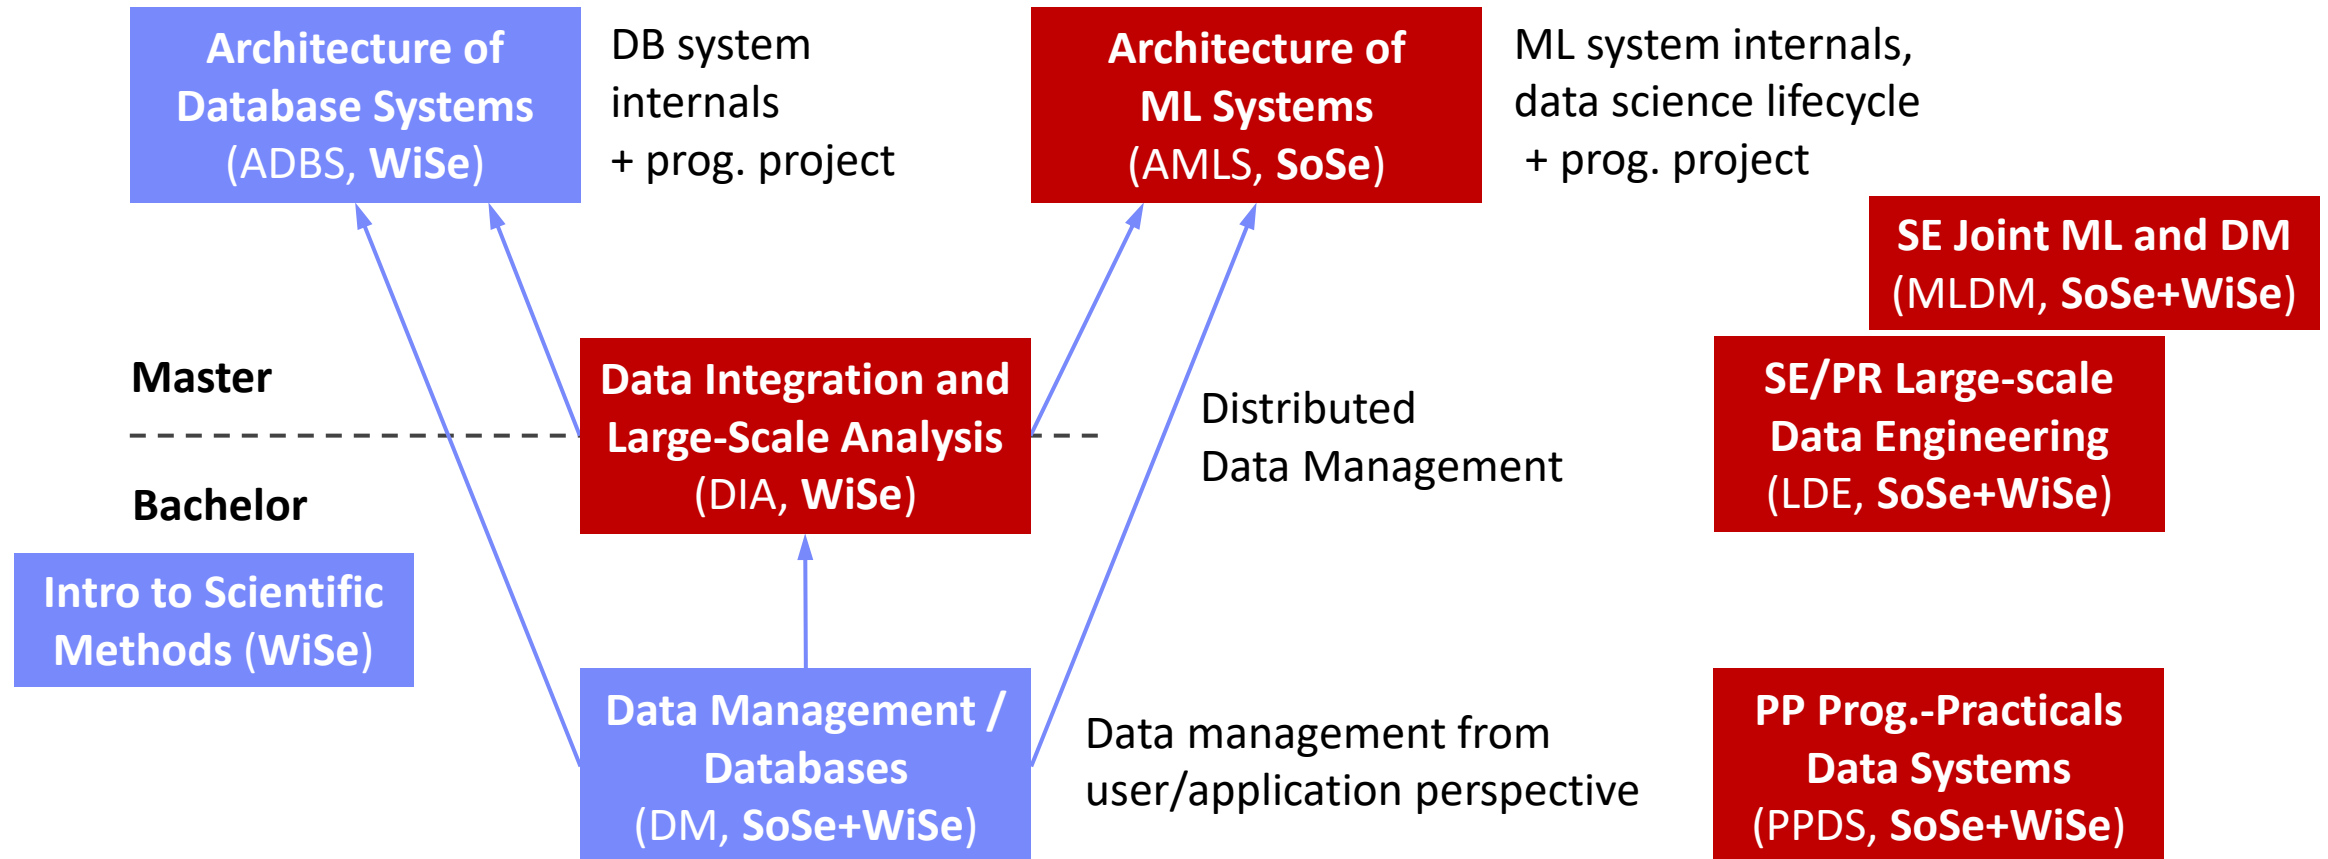 Architecture of
Database Systems
(ADBS, WiSe)
DB system
internals
+ prog. project
Architecture of
ML Systems
(AMLS, SoSe)
ML system internals,
data science lifecycle
+ prog. project
SE Joint ML and DM
(MLDM, SoSe+WiSe)
Master
Data Integration and
Large-Scale Analysis
(DIA, WiSe)
Distributed
Data Management
SE/PR Large-scale
Data Engineering
(LDE, SoSe+WiSe)
Bachelor
Intro to Scientific
Methods (WiSe)
Data Management /
Databases
(DM, SoSe+WiSe)
Data management from
user/application perspective
PP Prog.-Practicals
Data Systems
(PPDS, SoSe+WiSe)